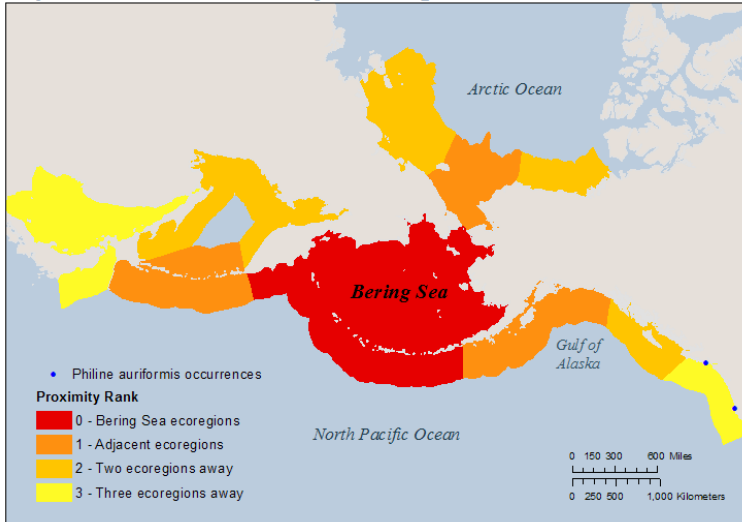 Arctic Ocean
Bering Sea
Gulf of
Alaska
North Pacific Ocean
Philine auriformis occurrences
Proximity Rank
0 - Bering Sea ecoregions
1 - Adjacent ecoregions
2 - Two ecoregions away
3 - Three ecoregions away
0 150 300 600 Miles
0 250 500 1,000 Kilometers